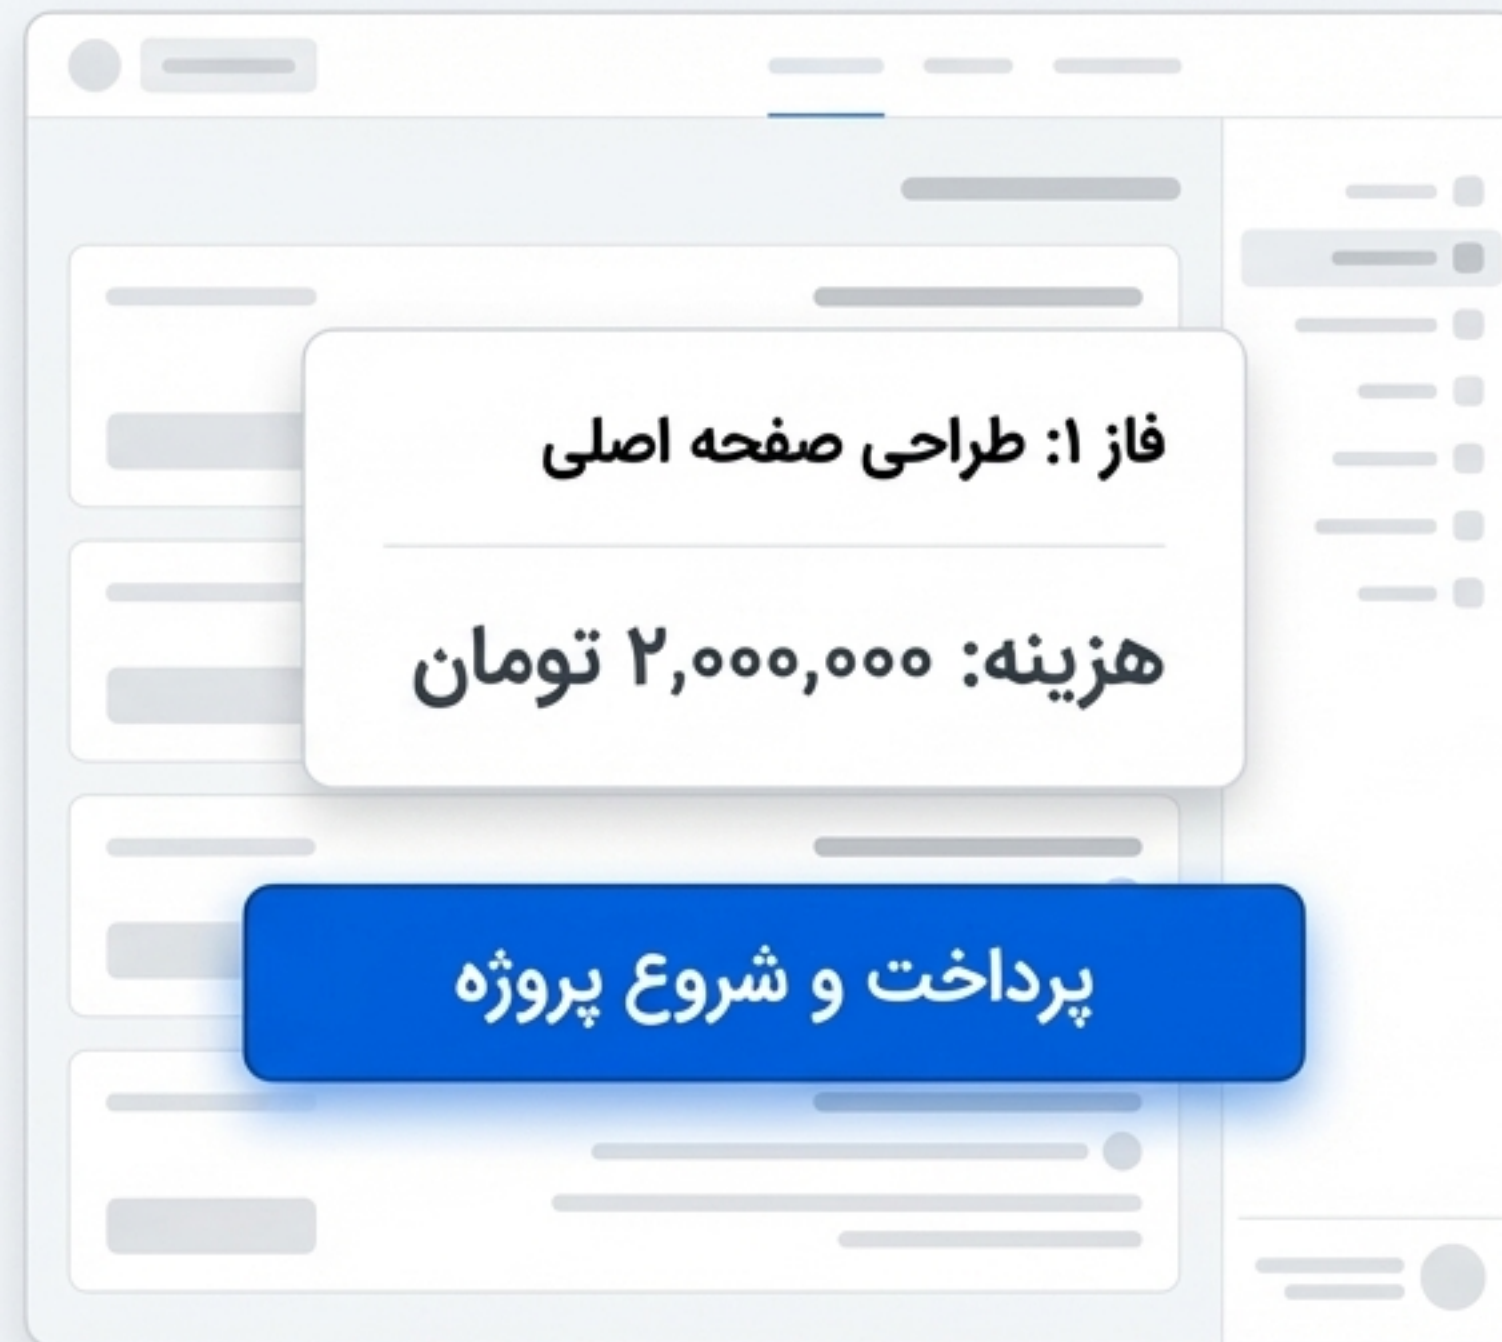 فاز ۱: طراحی صفحه اصلی
هزینه: ۲,۰۰۰,۰۰۰ تومان
پرداخت و شروع پروژه